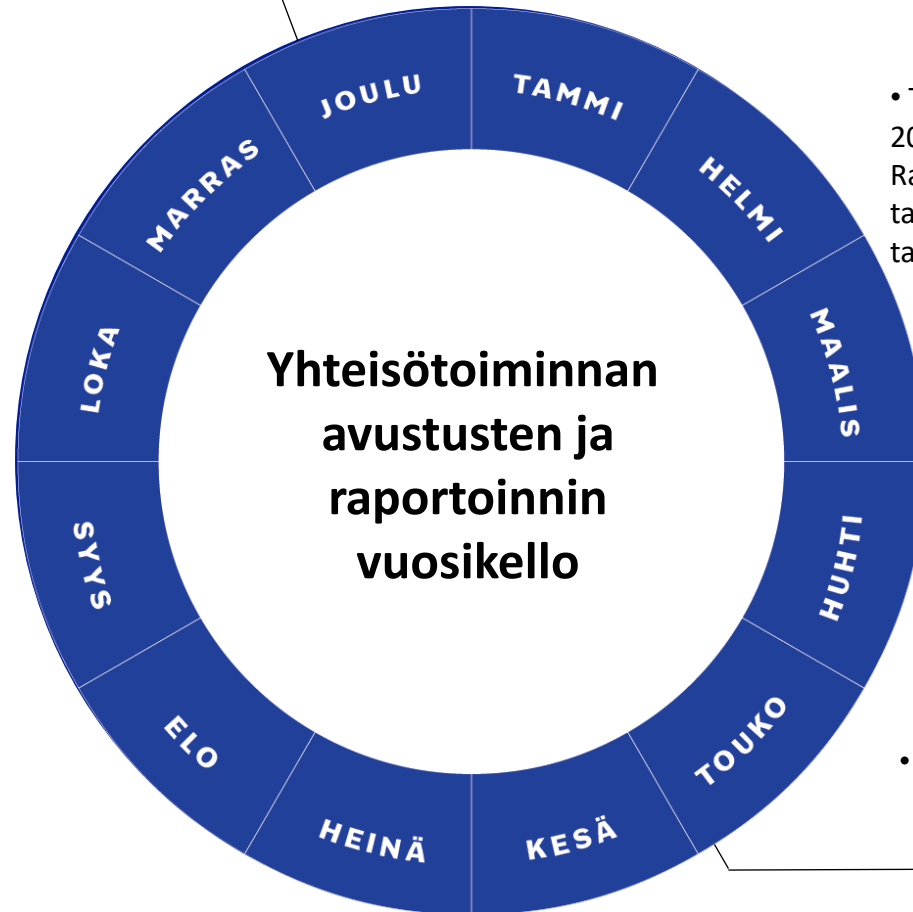 JOULU
TAMMI
HELMI
MAALIS
HUHTI
TOUKO
KESÄ
HEINÄ
ELO
SYYS
LOKA
MARRAS
Yhteisötoiminnan
avustusten ja
raportoinnin
vuosikello